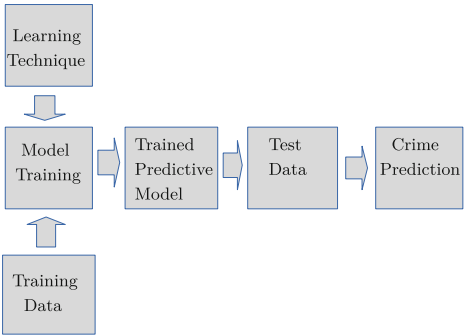 Learning
Technique
Model
Training
Trained
Predictive
Model
Test
Data
Crime
Prediction
Training
Data